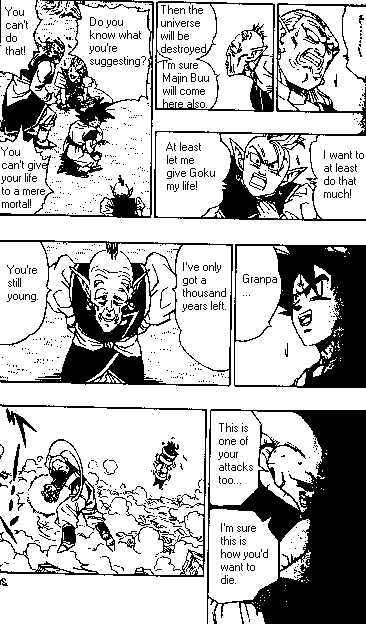 Then the
universe
will be
destroyed
I'm sure
Majin Buu
will come
here also.
I want to
at least
do that
much!
At least
let me
give Goku
my life!
Do you
know what
you're
suggesting?
You
can't
do
that!
You
can't give
your life
to a mere
mortal!
Granpa
...
I've only
got a
thousand
years left.
You're
still
young.
This is
one of
your
attacks
too...
I'm sure
this is
how you'd
want to
die.